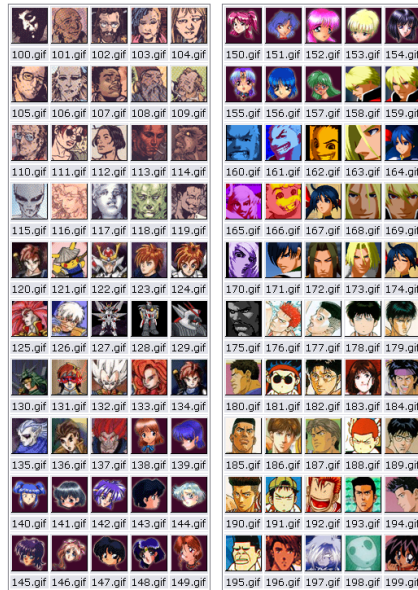 100.gif 101.gif 102.gif 103.gif 104.gif
105.gif 106.gif 107.gif 108.gif 109.gif
110.gif 111.gif 112.gif 113.gif 114.gif
115.gif 116.gif 117.gif 118.gif 119.gif
120.gif 121.gif 122.gif 123.gif 124.gif
125.gif 126.gif 127.gif 128.gif 129.gif
130.gif 131.gif 132.gif 133.gif 134.gif
135.gif 136.gif 137.gif 138.gif 139.gif
140.gif 141.gif 142.gif 143.gif 144.gif
145.gif 146.gif 147.gif 148.gif 149.gif
150.gif 151.gif 152.gif 153.gif 154.gif
155.gif 156.gif 157.gif 158.gif 159.gif
160.gif 161.gif 162.gif 163.gif 164.gif
165.gif 166.gif 167.gif 168.gif 169.gif
170.gif 171.gif 172.gif 173.gif 174.gif
175.gif 176.gif 177.gif 178.gif 179.gif
180.gif 181.gif 182.gif 183.gif 184.gif
185.gif 186.gif 187.gif 188.gif 189.gif
190.gif 191.gif 192.gif 193.gif 194.gif
195.gif 196.gif 197.gif 198.gif 199.gif